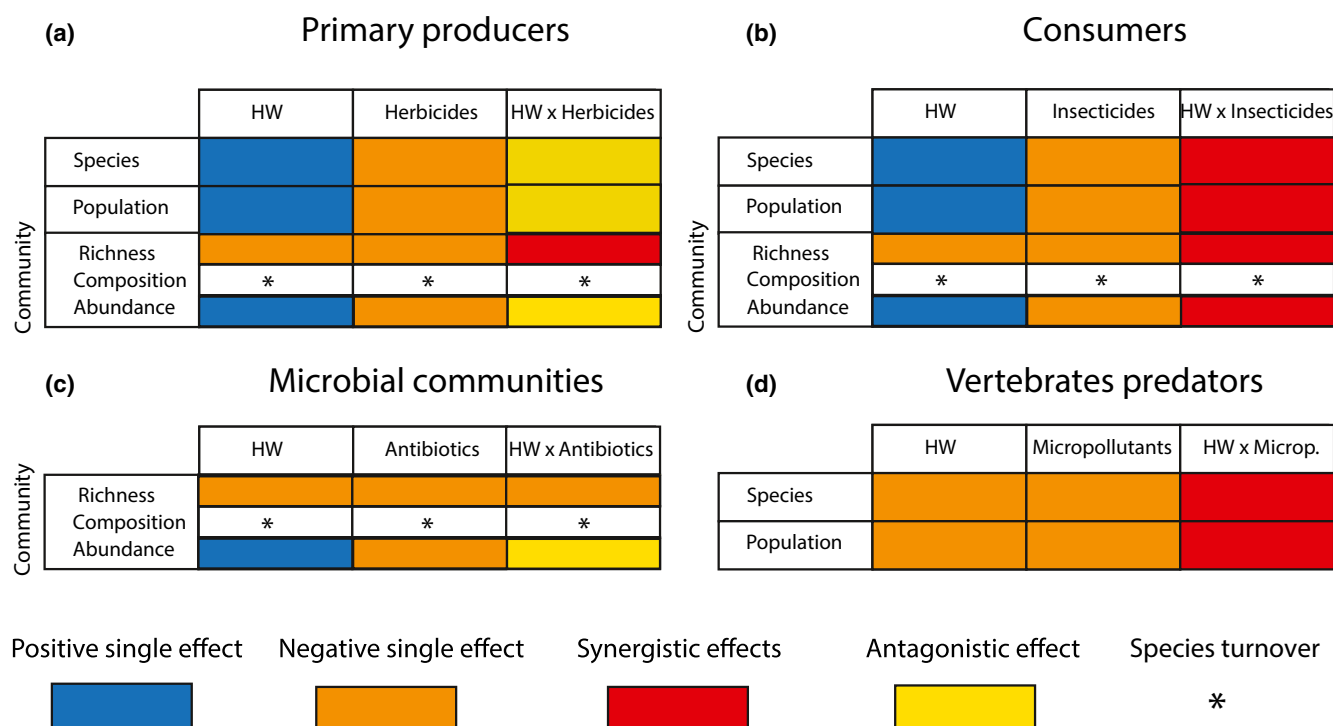 (a) Primary producers
HW Herbicides HW x Herbicides
Species
Population
Community
Richness
Composition * * *
Abundance
(b) Consumers
HW Insecticides HW x Insecticides
Species
Population
Community
Richness
Composition * * *
Abundance
(c) Microbial communities
HW Antibiotics HW x Antibiotics
Community
Richness
Composition * * *
Abundance
(d) Vertebrates predators
HW Micropollutants HW x Microp.
Species
Population
Positive single effect Negative single effect Synergistic effects Antagonistic effect Species turnover
*